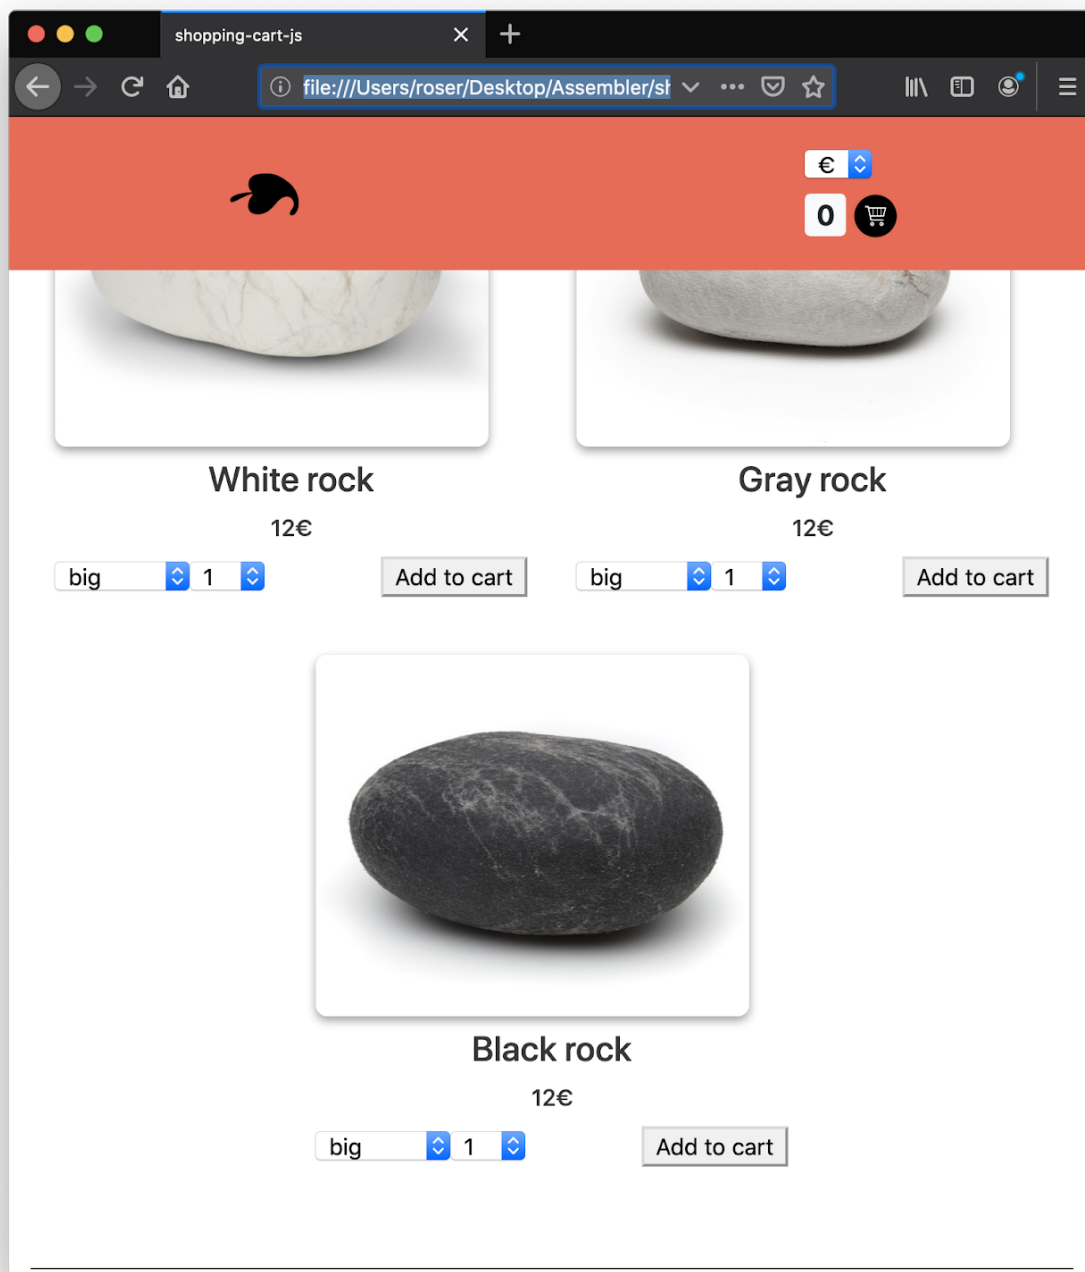 shopping-cart-js
file:///Users/roser/Desktop/Assembler/sh
€
0
White rock
Gray rock
12€
12€
big 1 Add to cart
big 1 Add to cart
Black rock
12€
big 1 Add to cart